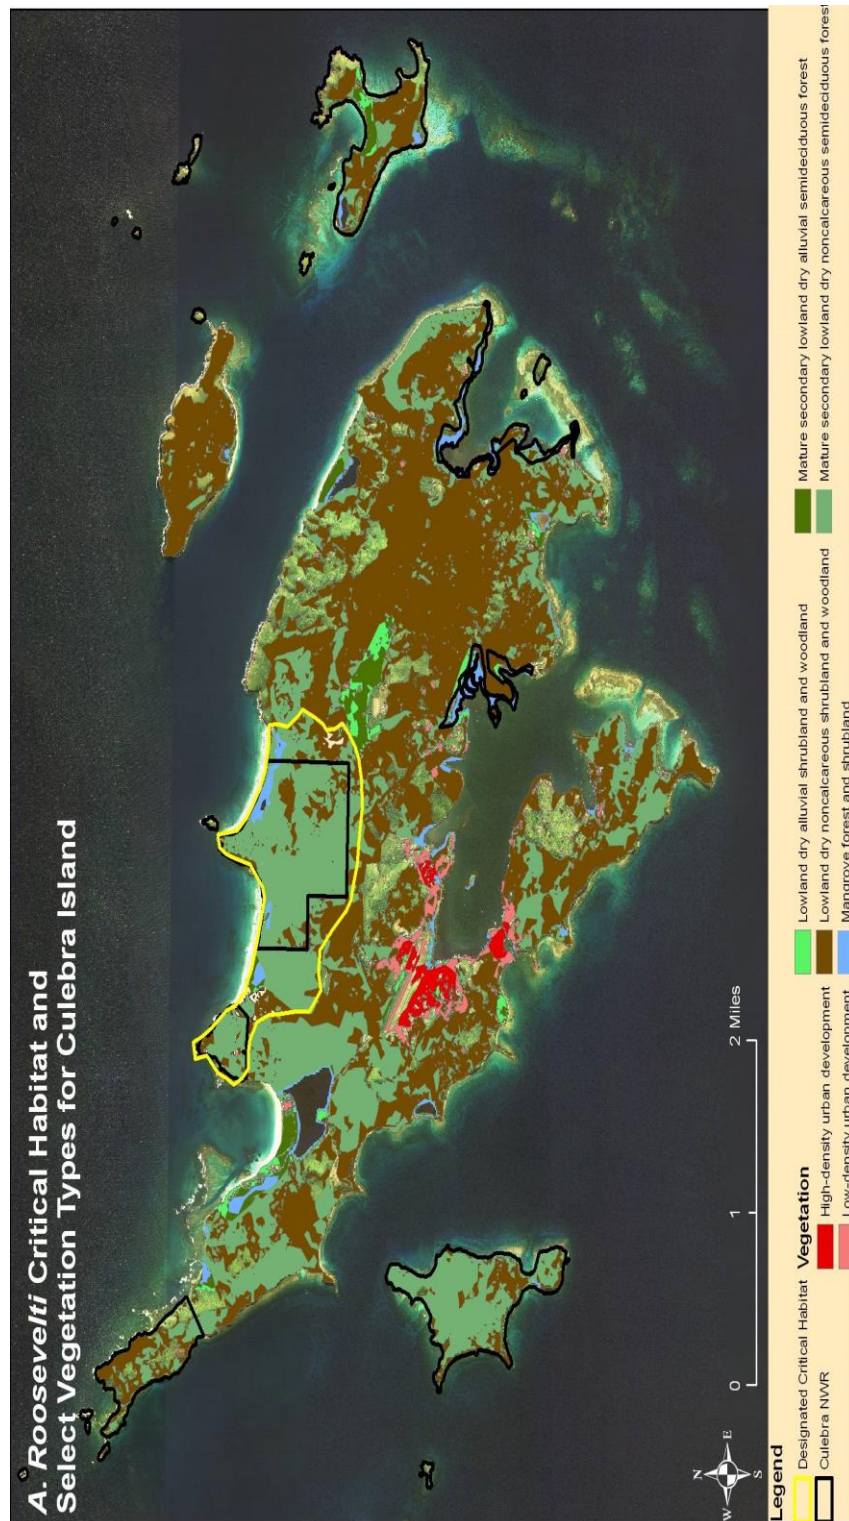 A. Roosevelti Critical Habitat and
Select Vegetation Types for Culebra Island
N
W
E
S
0
1
2 Miles
Legend
Designated Critical Habitat
Culebra NWR
Vegetation
High-density urban development
Low-density urban development
Lowland dry alluvial shrubland and woodland
Lowland dry noncalcareous shrubland and woodland
Mangrove forest and shrubland
Mature secondary lowland dry alluvial semideciduous forest
Mature secondary lowland dry noncalcareous semideciduous forest